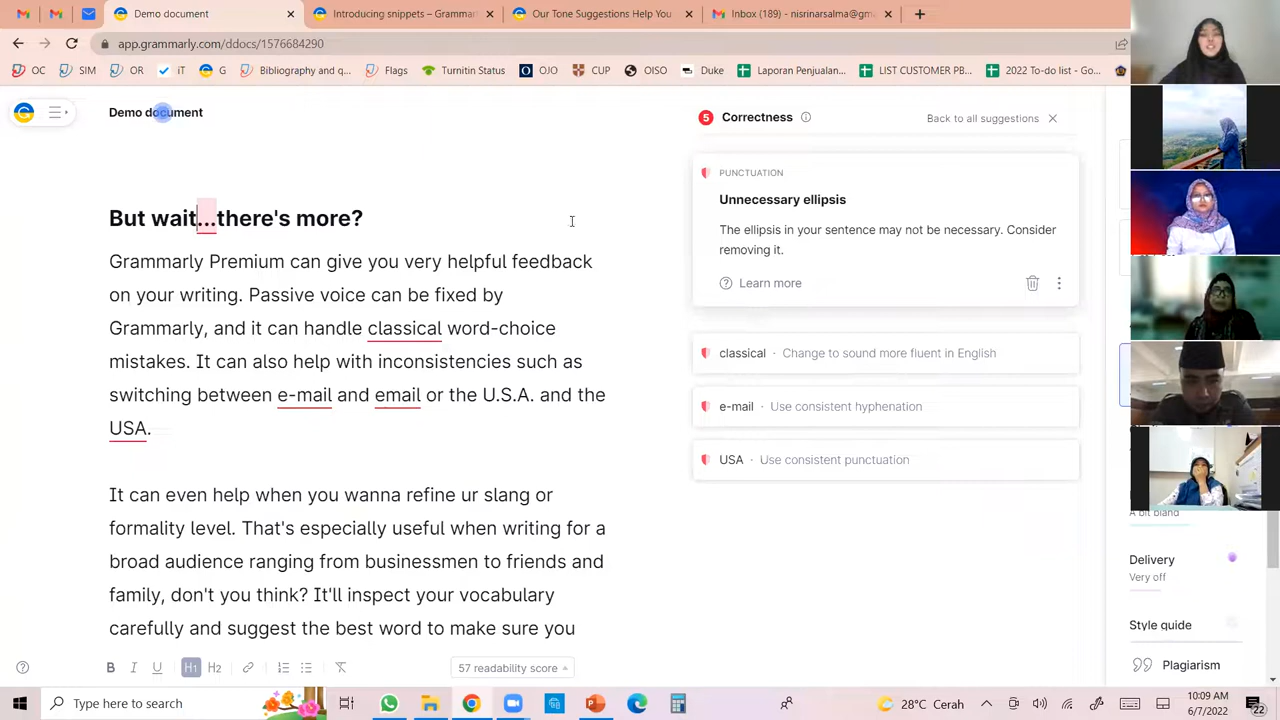 Introducing snippets - Grammarl
Our Tone Suggestions Help You
Inbox (189) - nisrinarsalma@gm
app.grammarly.com/ddocs/1576684290
OC
SIM
OR
iT
G
Bibliography and q...
Flags
Turnitin Status
OJO
CUP
OISO
Duke
Laporan Penjualan...
LIST CUSTOMER PB...
2022 To-do list - Go...
Demo document
5 Correctness
Back to all suggestions
PUNCTUATION
Unnecessary ellipsis
The ellipsis in your sentence may not be necessary. Consider
removing it.
Learn more
classical · Change to sound more fluent in English
e-mail · Use consistent hyphenation
USA · Use consistent punctuation
But wait...there's more?
Grammarly Premium can give you very helpful feedback
on your writing. Passive voice can be fixed by
Grammarly, and it can handle classical word-choice
mistakes. It can also help with inconsistencies such as
switching between e-mail and email or the U.S.A. and the
USA.
It can even help when you wanna refine ur slang or
formality level. That's especially useful when writing for a
broad audience ranging from businessmen to friends and
family, don't you think? It'll inspect your vocabulary
carefully and suggest the best word to make sure you
A bit bland
Delivery
Very off
Style guide
Plagiarism
B I U H1 H2
57 readability score
Type here to search
28°C Cerah
10:09 AM
6/7/2022
22